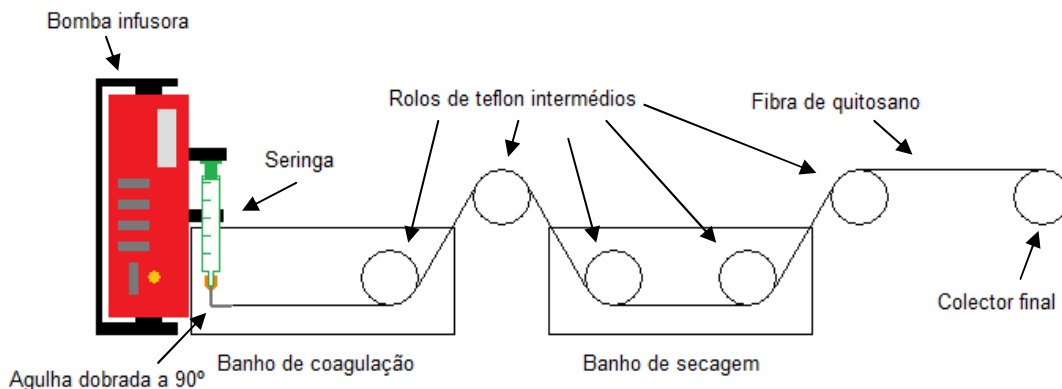 Bomba infusora
Rolos de teflon intermédios
Fibra de quitosano
Seringa
Colector final
Banho de coagulação
Banho de secagem
Agulha dobrada a 90º